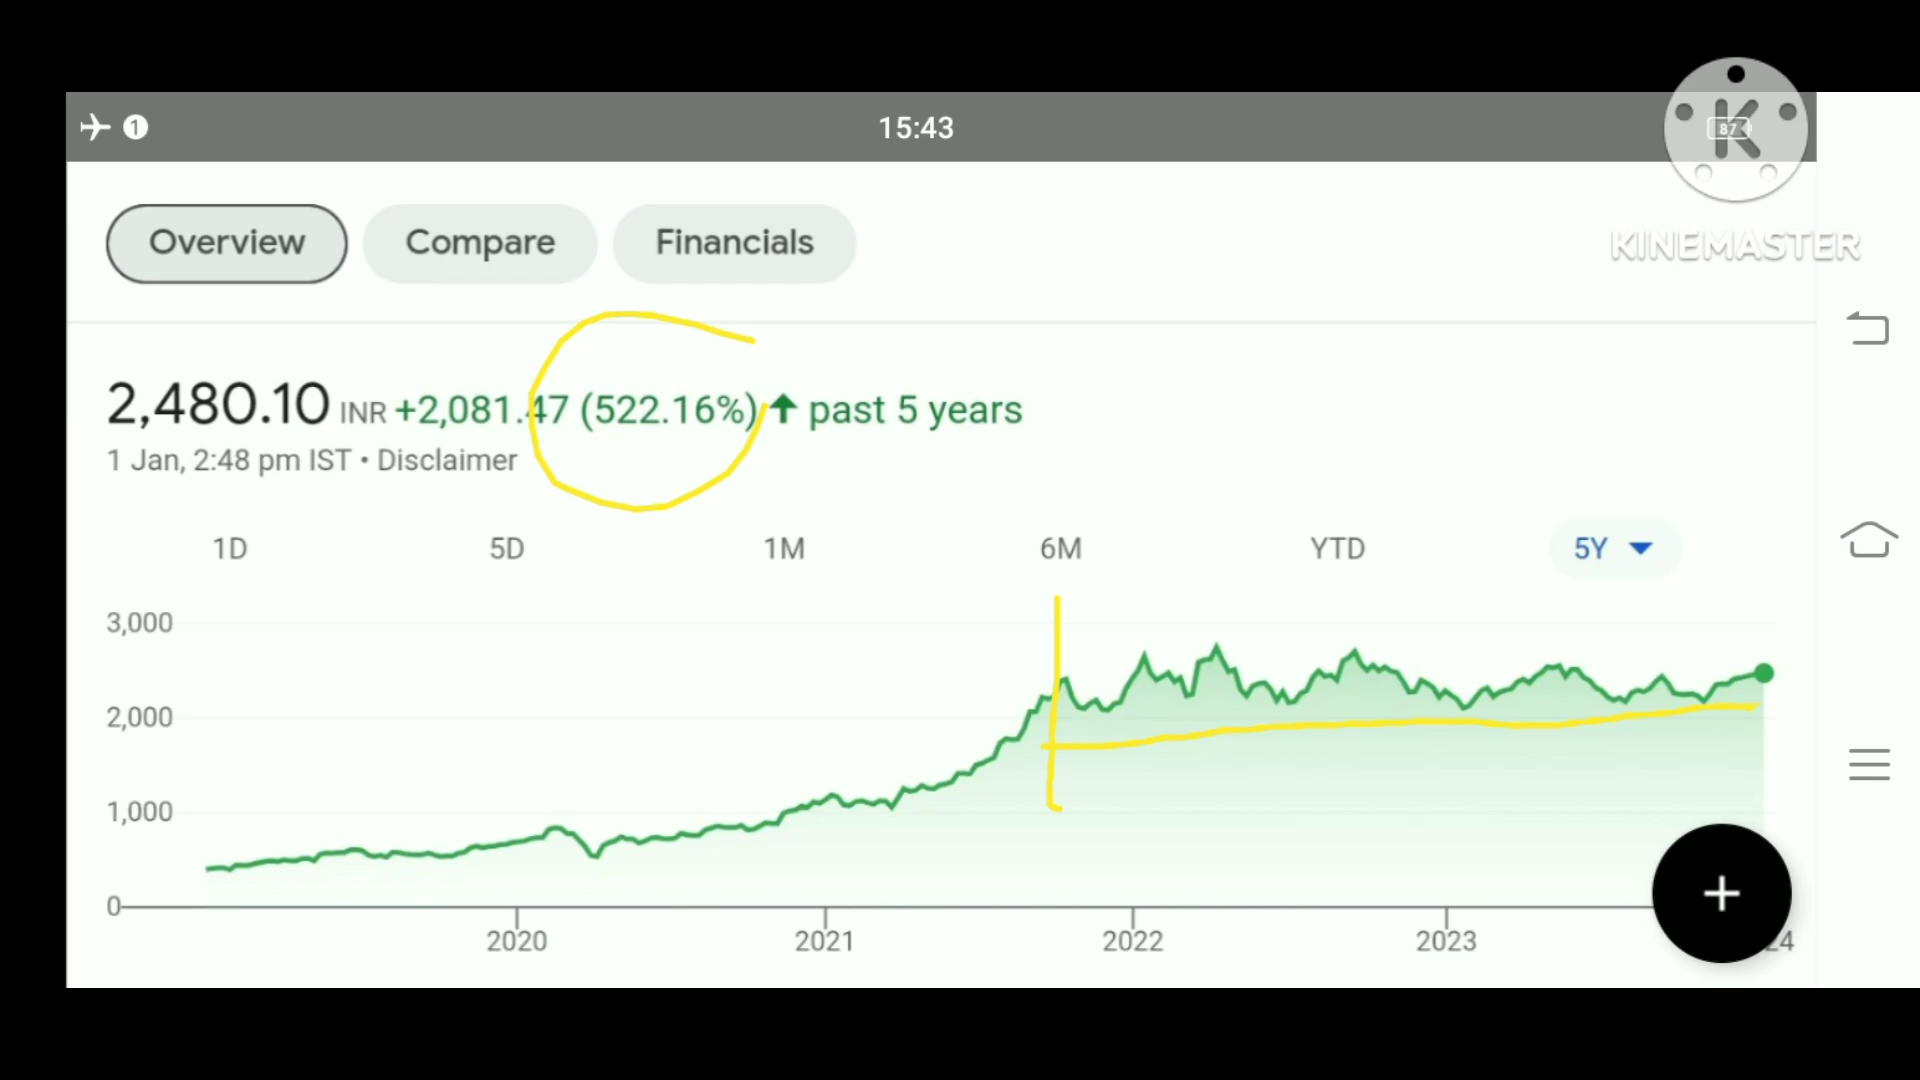 15:43
87
K
KINEMASTER
Overview Compare Financials
2,480.10 INR +2,081.47 (522.16%) ↑ past 5 years
1 Jan, 2:48 pm IST • Disclaimer
1D 5D 1M 6M YTD 5Y
3,000
2,000
1,000
0
2020 2021 2022 2023 24